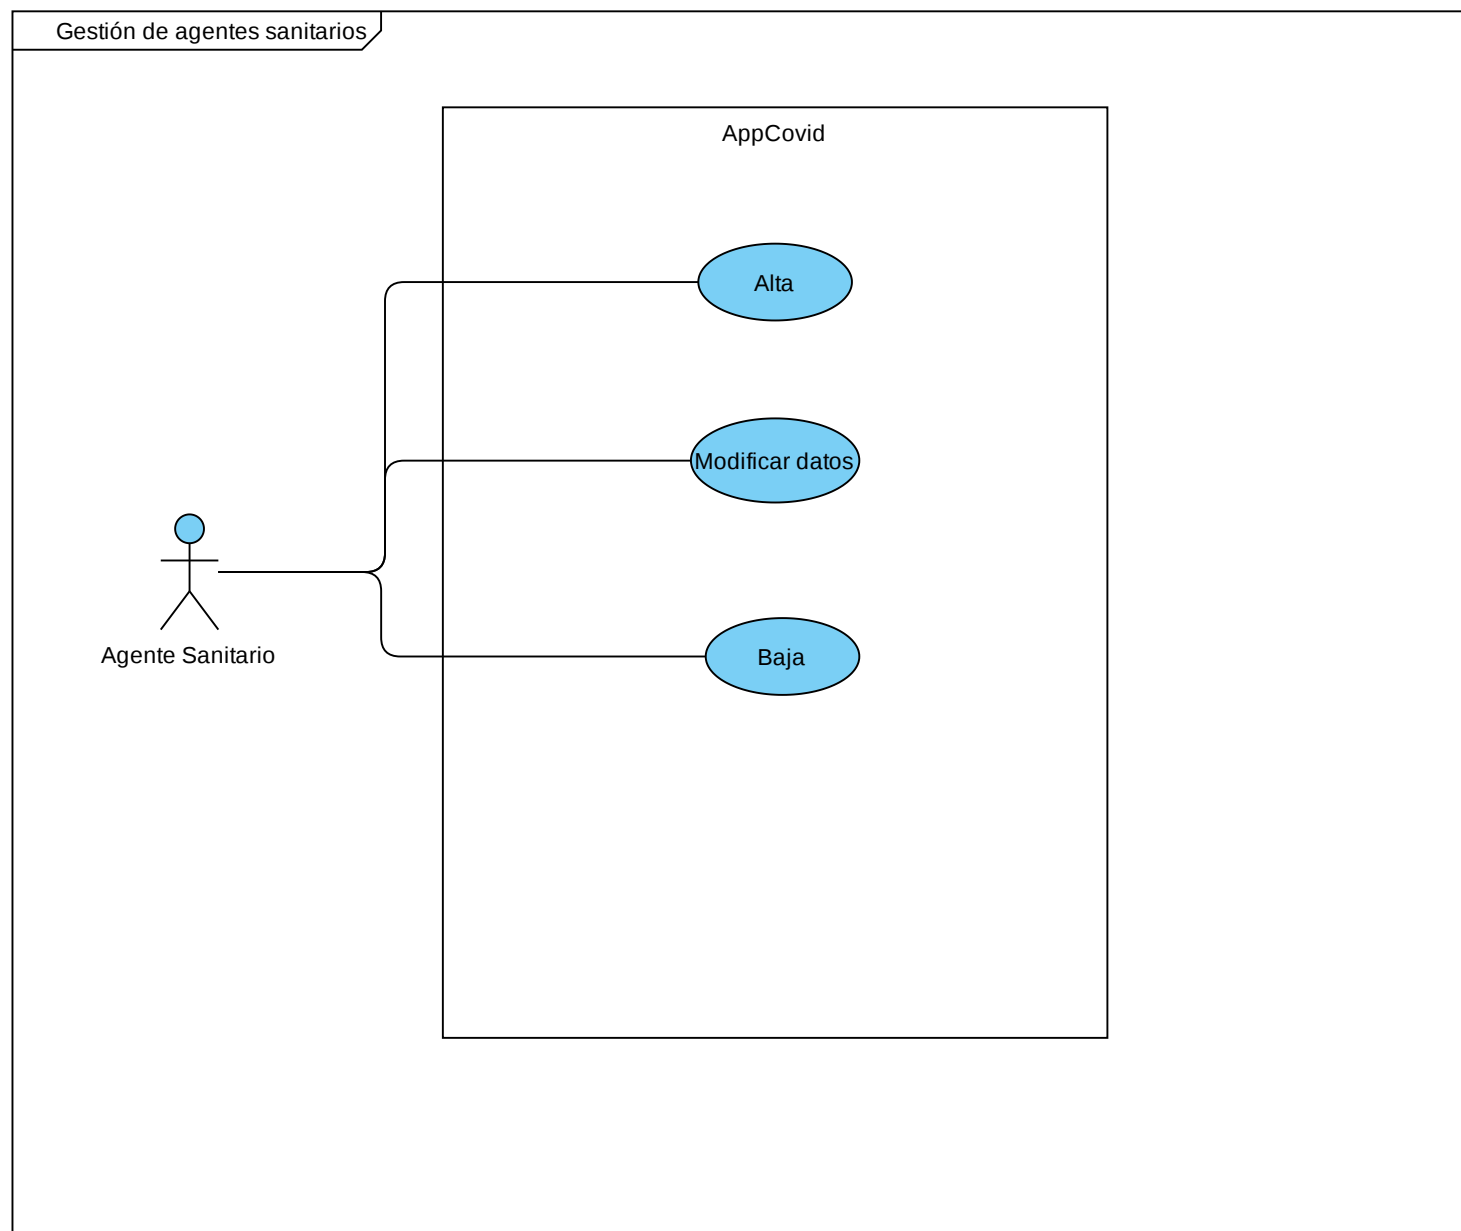 Gestión de agentes sanitarios
AppCovid
Alta
Modificar datos
Baja
Agente Sanitario